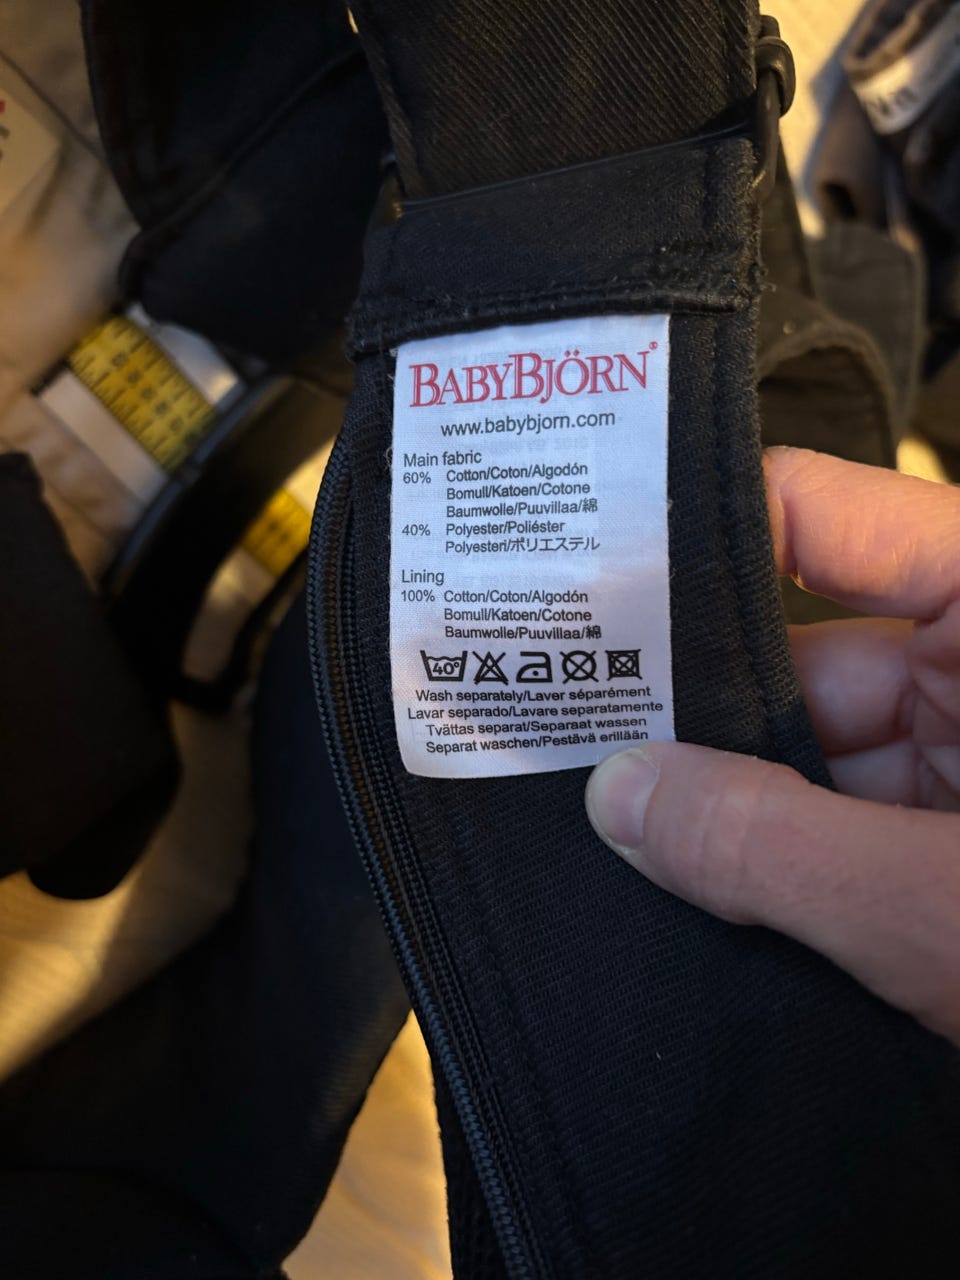 BABYBJÖRN®
www.babybjorn.com
Main fabric
60% Cotton/Coton/Algodón
Bomull/Katoen/Cotone
Baumwolle/Puuvillaa/綿
40% Polyester/Poliéster
Polyesteri/ポリエステル
Lining
100% Cotton/Coton/Algodón
Bomull/Katoen/Cotone
Baumwolle/Puuvillaa/綿
40°
Wash separately/Laver séparément
Lavar separado/Lavare separatamente
Tvättas separat/Separaat wassen
Separat waschen/Pestävä erillään